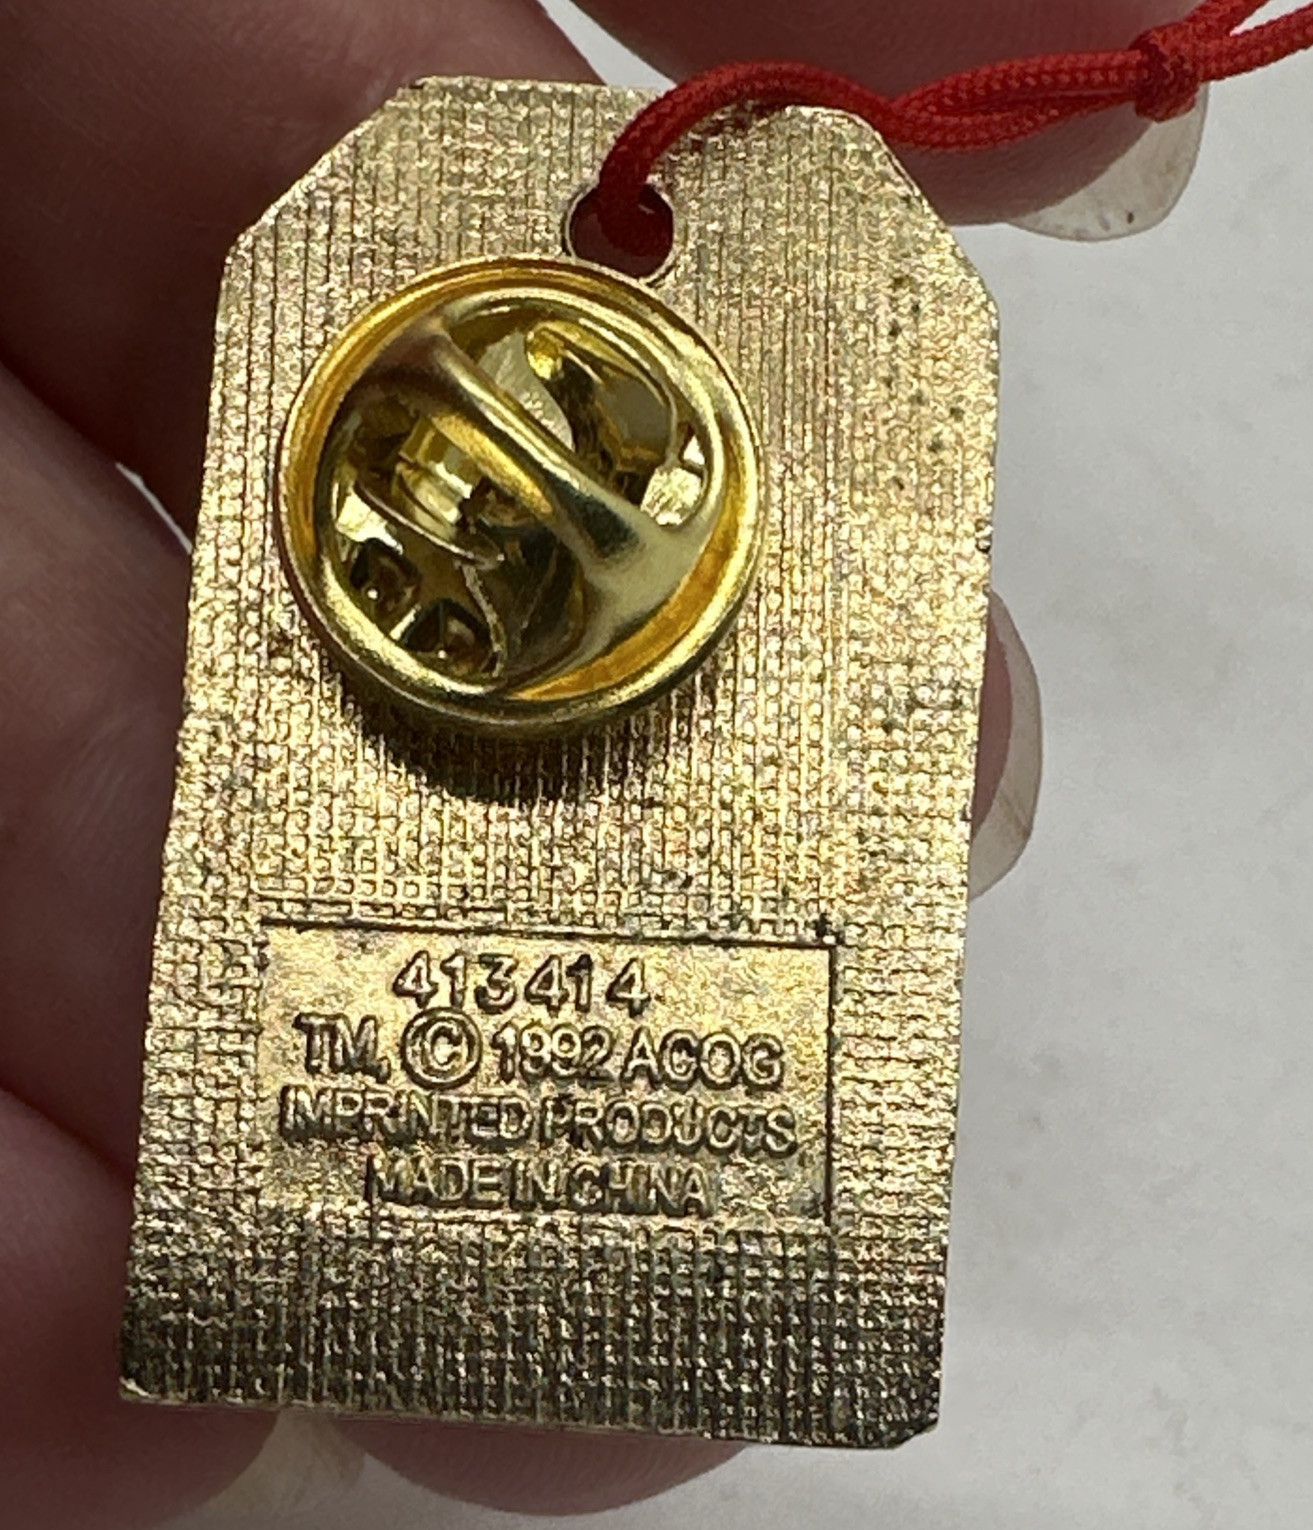 413414
TM, © 1992 ACOG
IMPRINTED PRODUCTS
MADE IN CHINA